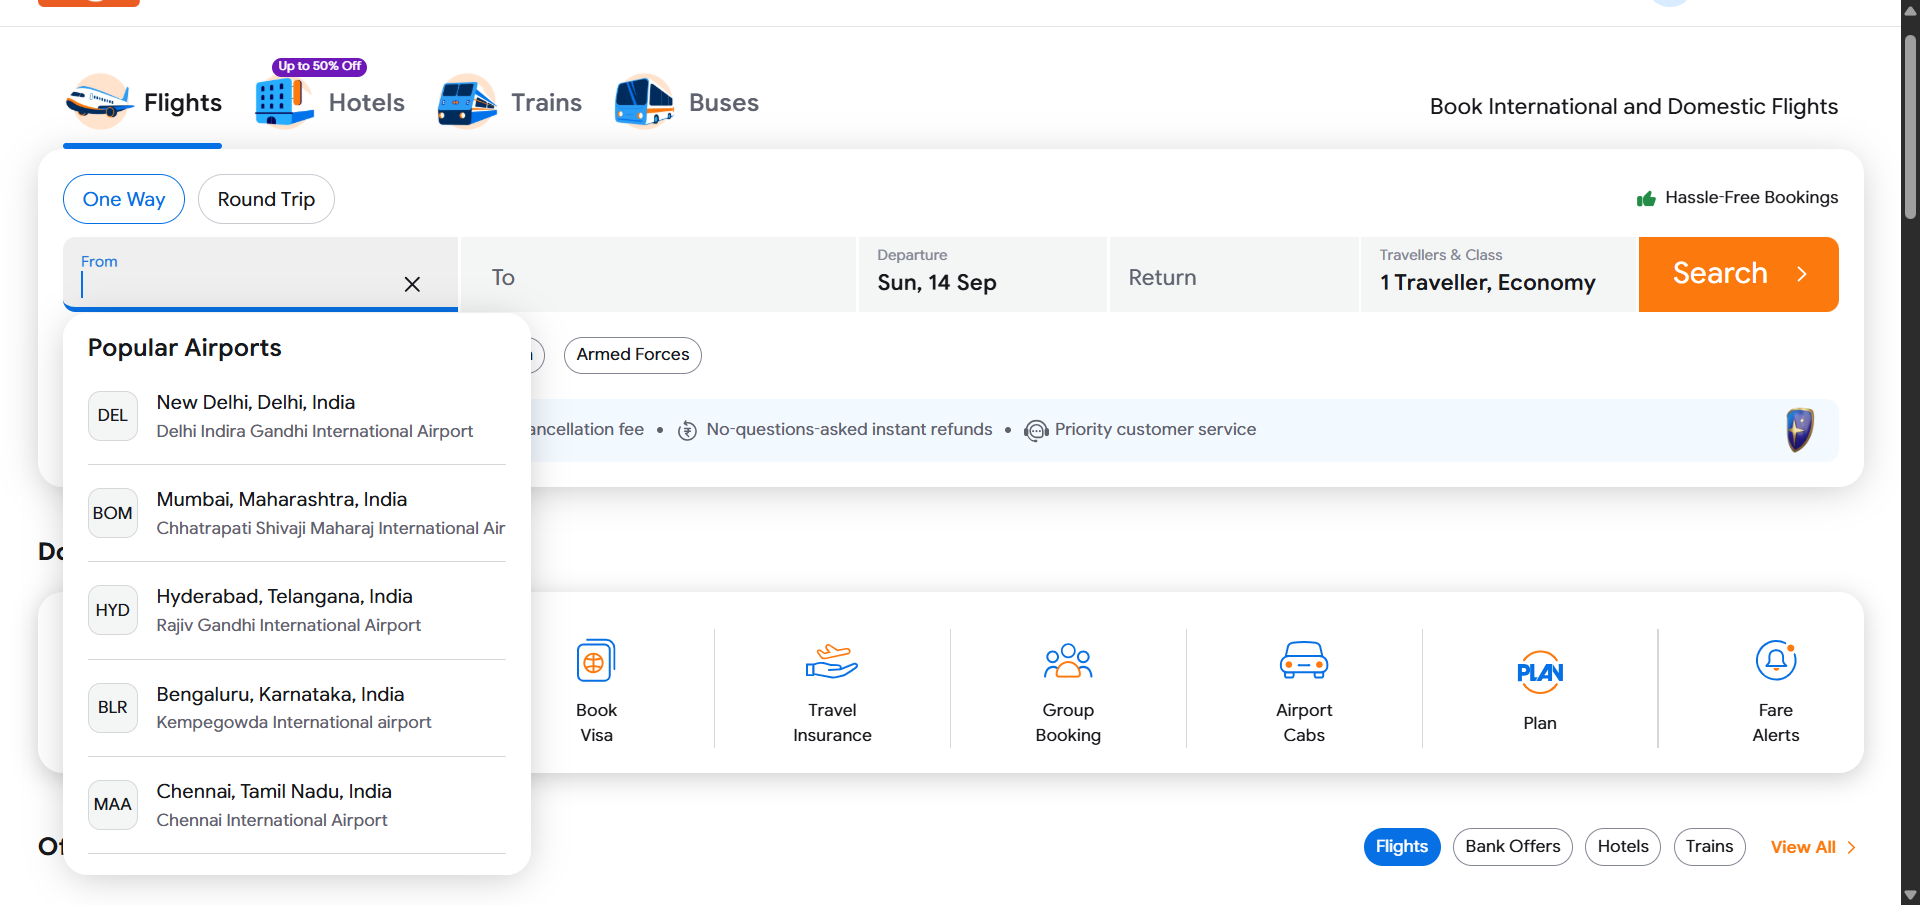 Up to 50% Off
Flights
Hotels
Trains
Buses
Book International and Domestic Flights
One Way
Round Trip
Hassle-Free Bookings
From
To
Departure
Sun, 14 Sep
Return
Travellers & Class
1 Traveller, Economy
Search
Popular Airports
Armed Forces
DEL
New Delhi, Delhi, India
Delhi Indira Gandhi International Airport
ancellation fee • No-questions-asked instant refunds • Priority customer service
BOM
Mumbai, Maharashtra, India
Chhatrapati Shivaji Maharaj International Air
HYD
Hyderabad, Telangana, India
Rajiv Gandhi International Airport
BLR
Bengaluru, Karnataka, India
Kempegowda International airport
MAA
Chennai, Tamil Nadu, India
Chennai International Airport
Book
Visa
Travel
Insurance
Group
Booking
Airport
Cabs
PLAN
Plan
Fare
Alerts
Flights
Bank Offers
Hotels
Trains
View All